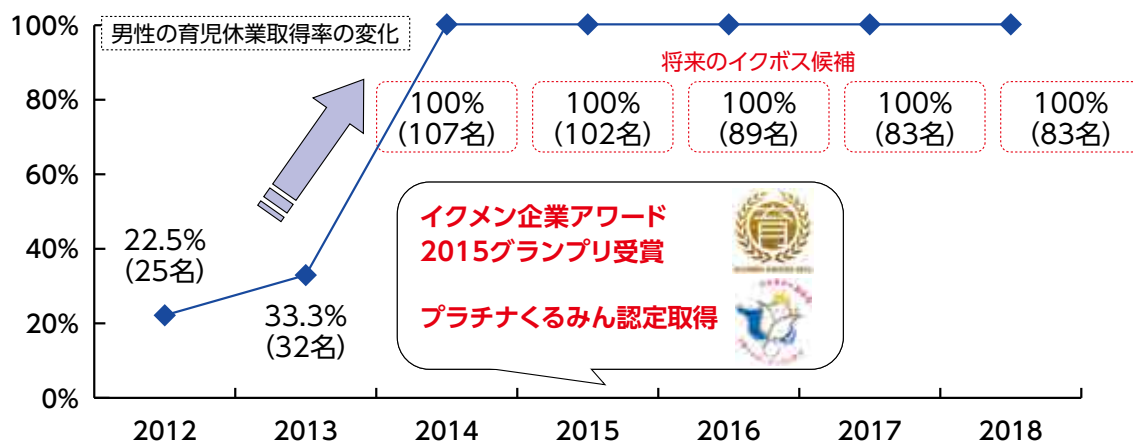 100%
男性の育児休業取得率の変化
将来のイクボス候補
80%
100%
(107名)
100%
(102名)
100%
(89名)
100%
(83名)
100%
(83名)
60%
イクメン企業アワード
2015グランプリ受賞
育
40%
22.5%
(25名)
プラチナくるみん認定取得
20%
33.3%
(32名)
0%
2012
2013
2014
2015
2016
2017
2018